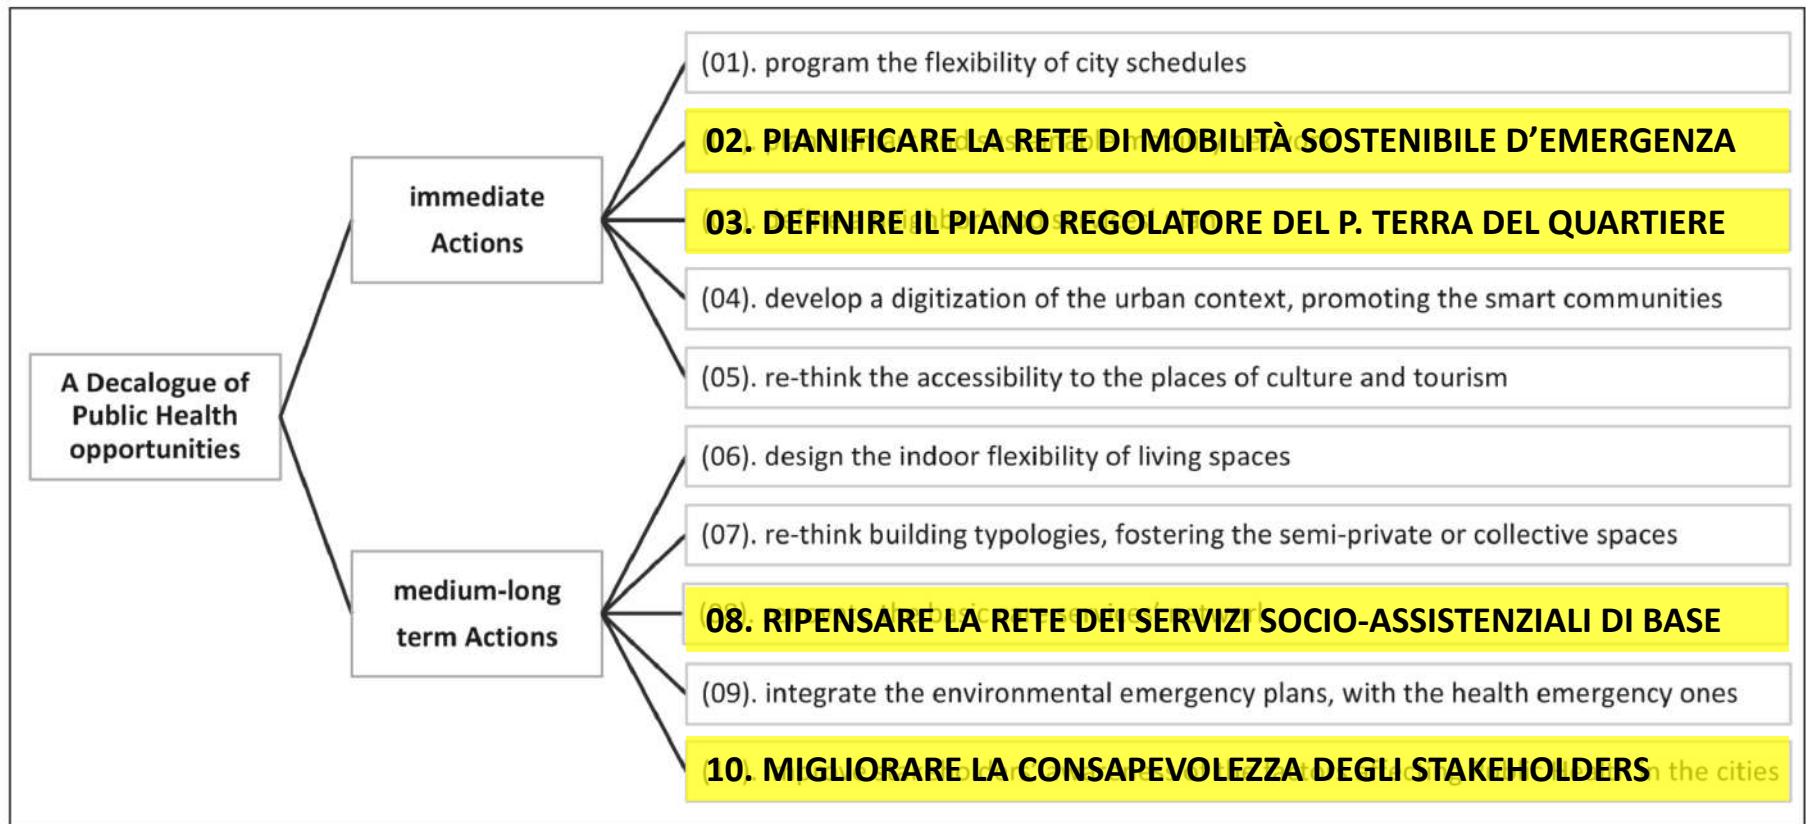 A Decalogue of
Public Health
opportunities
immediate
Actions
(01). program the flexibility of city schedules
02. PIANIFICARE LA RETE DI MOBILITÀ SOSTENIBILE D’EMERGENZA
03. DEFINIRE IL PIANO REGOLATORE DEL P. TERRA DEL QUARTIERE
(04). develop a digitization of the urban context, promoting the smart communities
(05). re-think the accessibility to the places of culture and tourism
medium-long
term Actions
(06). design the indoor flexibility of living spaces
(07). re-think building typologies, fostering the semi-private or collective spaces
08. RIPENSARE LA RETE DEI SERVIZI SOCIO-ASSISTENZIALI DI BASE
(09). integrate the environmental emergency plans, with the health emergency ones
10. MIGLIORARE LA CONSAPEVOLEZZA DEGLI STAKEHOLDERS
the cities